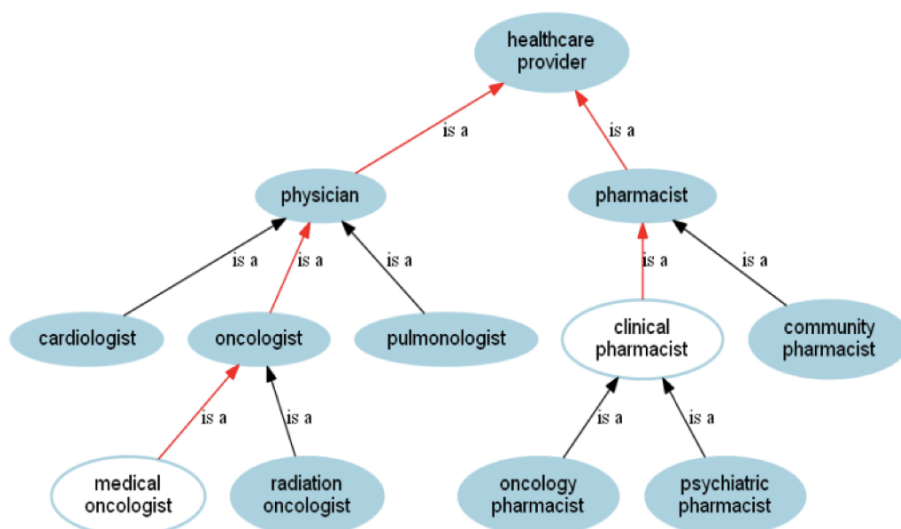 healthcare
provider
is a
is a
physician
pharmacist
is a
is a
is a
is a
is a
cardiologist
oncologist
pulmonologist
clinical
pharmacist
community
pharmacist
is a
is a
is a
is a
medical
oncologist
radiation
oncologist
oncology
pharmacist
psychiatric
pharmacist